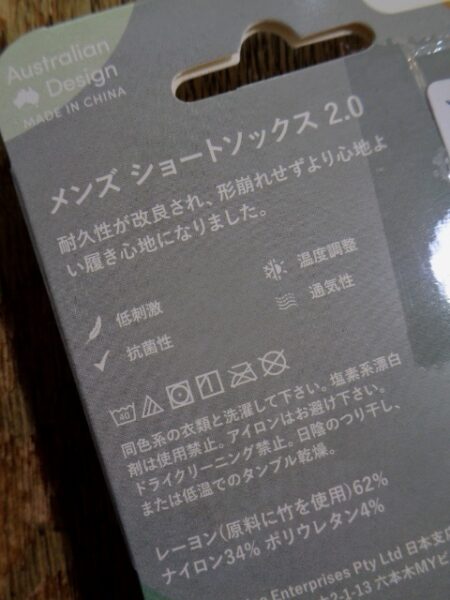 Australian
Design
MADE IN CHINA
メンズ ショートソックス 2.0
耐久性が改良され、形崩れせずより心地よ
い履き心地になりました。
低刺激
温度調整
抗菌性
通気性
40
同色系の衣類と洗濯して下さい。塩素系漂白
剤は使用禁止。アイロンはお避け下さい。
ドライクリーニング禁止。日陰のつり干し、
または低温でのタンブル乾燥。
レーヨン(原料に竹を使用)62%
ナイロン34% ポリウレタン4%
Enterprises Pty Ltd 日本支店
2-1-13 六本木MYビ